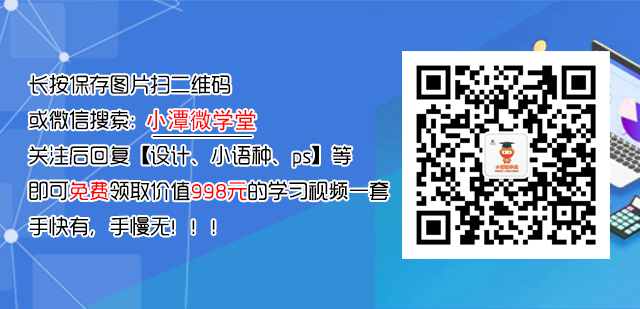 长按保存图片扫二维码
或微信搜索: 小潭微学堂
关注后回复【设计、小语种、ps】等
即可免费领取价值998元的学习视频一套
手快有, 手慢无! ! !